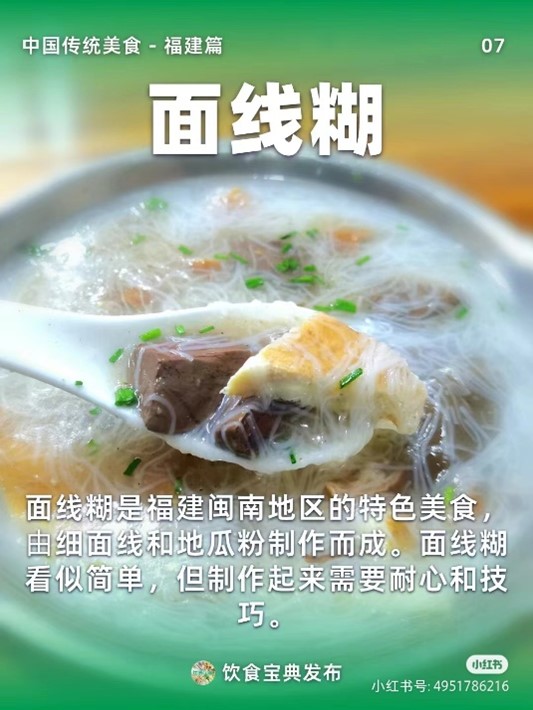 中国传统美食 - 福建篇
07
面线糊
面线糊是福建闽南地区的特色美食，
由细面线和地瓜粉制作而成。面线糊
看似简单，但制作起来需要耐心和技
巧。
饮食宝典发布
小红书
小红书号: 4951786216